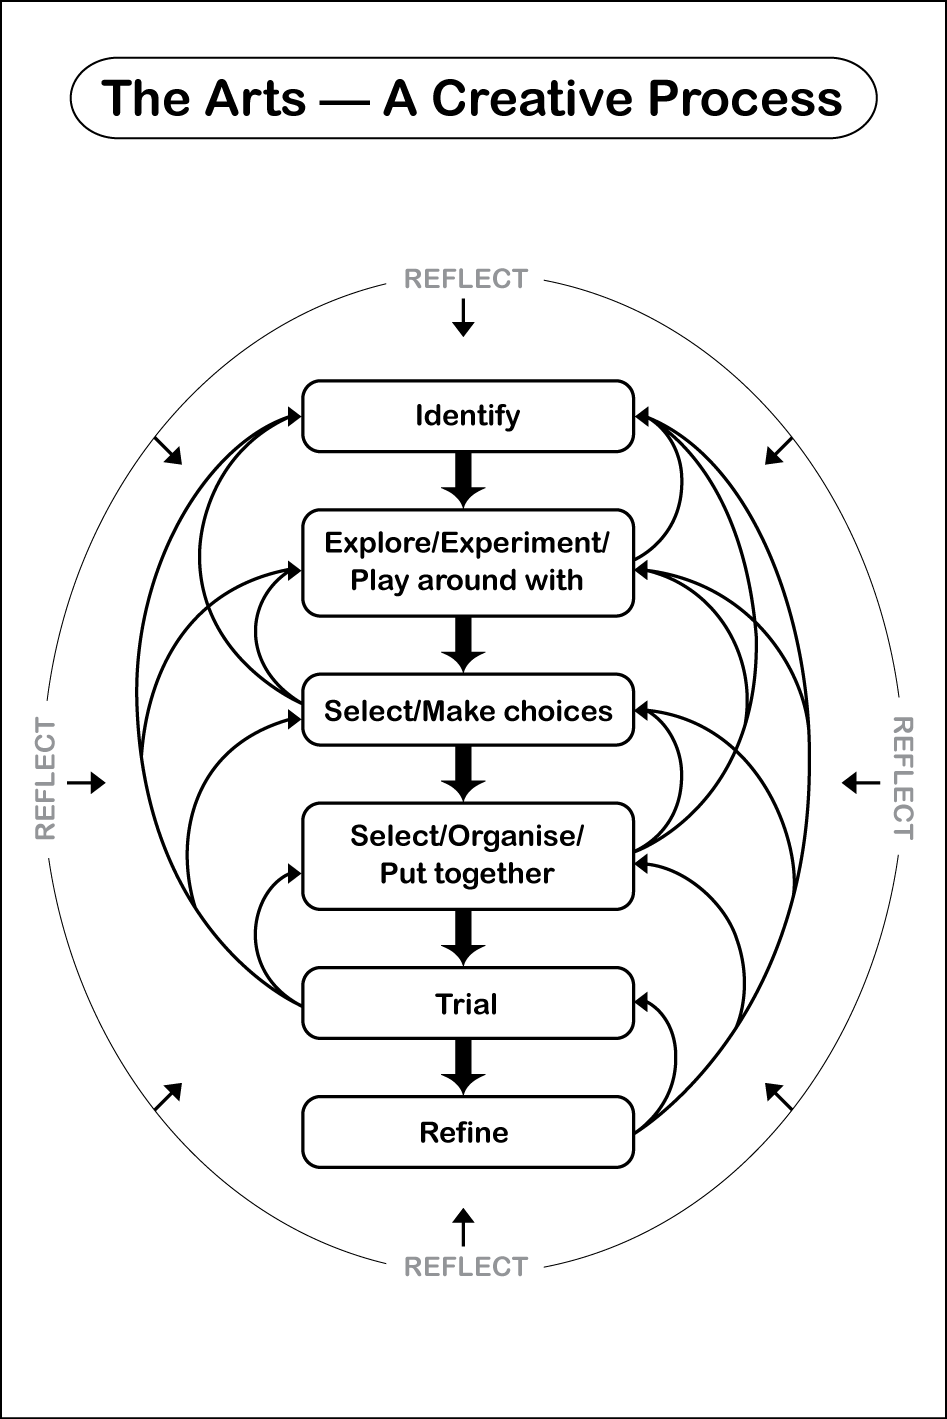 The Arts — A Creative Process
REFLECT
Identify
Explore/Experiment/
Play around with
Select/Make choices
REFLECT
REFLECT
Select/Organise/
Put together
Trial
Refine
REFLECT